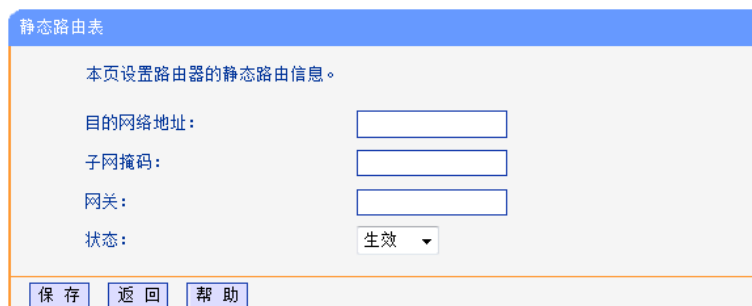 静态路由表
本页设置路由器的静态路由信息。
目的网络地址：
子网掩码：
网关：
状态： 生效
保 存 返 回 帮 助